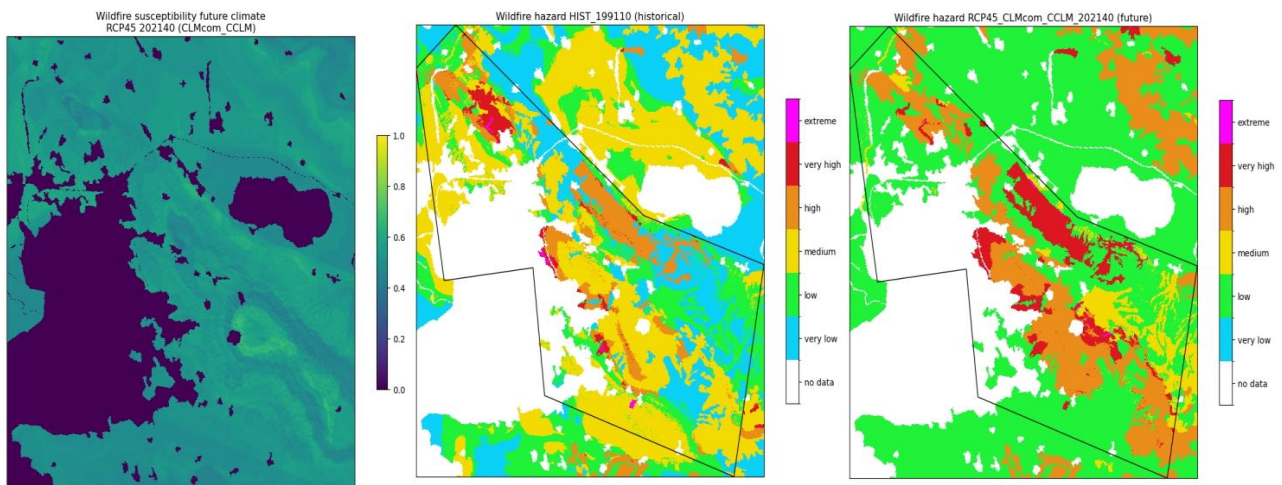 Wildfire susceptibility future climate
RCP45 202140 (CLMcom_CCLM)
1.0
0.8
0.6
0.4
0.2
0.0
Wildfire hazard HIST_199110 (historical)
extreme
very high
high
medium
low
very low
no data
Wildfire hazard RCP45_CLMcom_CCLM_202140 (future)
extreme
very high
high
medium
low
very low
no data